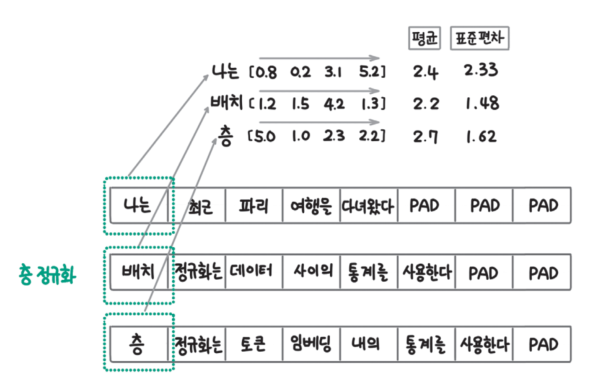 평균 표준편차
나는 [0.8 0.2 3.1 5.2] 2.4 2.33
배치 [1.2 1.5 4.2 1.3] 2.2 1.48
층 [5.0 1.0 2.3 2.2] 2.7 1.62
나는 최근 파리 여행을 다녀왔다 PAD PAD PAD
층 정규화
배치 정규화는 데이터 사이의 통계를 사용한다 PAD PAD
층 정규화는 토큰 임베딩 내의 통계를 사용한다 PAD